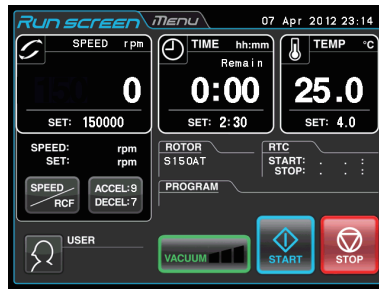 Run screen Menu 07 Apr 2012 23:14
SPEED rpm
0
SET: 150000
TIME hh:mm
Remain
0:00
SET: 2:30
TEMP °C
25.0
SET: 4.0
SPEED: rpm
SET: rpm
SPEED
RCF
ACCEL:9
DECEL:7
ROTOR
S150AT
RTC
START: . . :
STOP: . . :
PROGRAM
USER
VACUUM
START
STOP